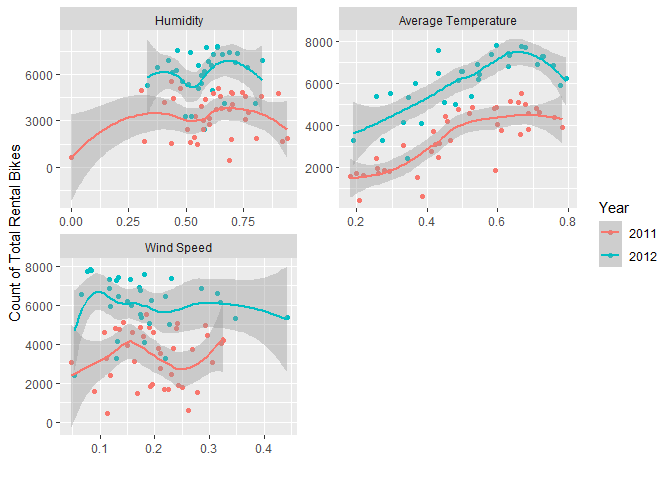 Humidity
Average Temperature
6000
3000
0
0.00 0.25 0.50 0.75
8000
6000
4000
2000
0.2 0.4 0.6 0.8
Count of Total Rental Bikes
Wind Speed
8000
6000
4000
2000
0
0.1 0.2 0.3 0.4
Year
2011
2012